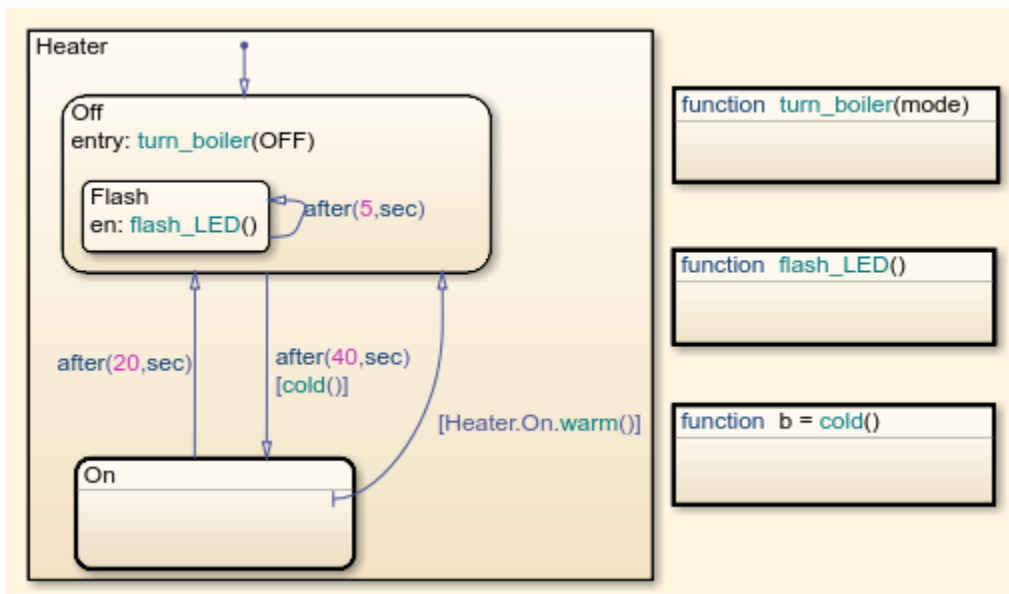 Heater
Off
entry: turn_boiler(OFF)
Flash
en: flash_LED()
after(5,sec)
after(20,sec)
after(40,sec)
[cold()]
[Heater.On.warm()]
On
function turn_boiler(mode)
function flash_LED()
function b = cold()